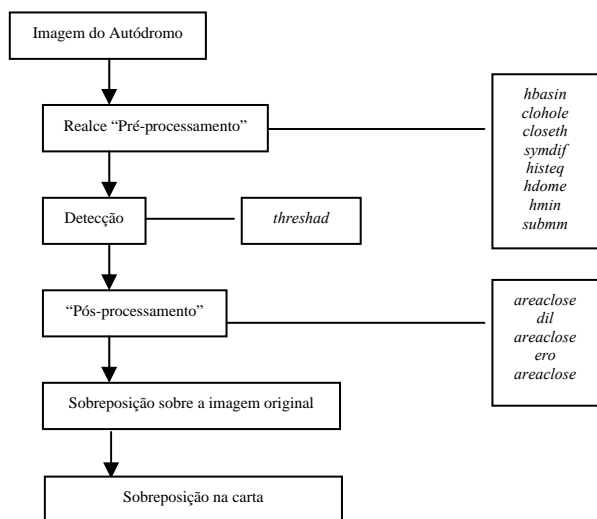 Imagem do Autódromo
Realce “Pré-processamento”
hbasin
clohole
closeth
symdif
histeq
hdome
hmin
submm
Detecção
threshad
“Pós-processamento”
areaclose
dil
areaclose
ero
areaclose
Sobreposição sobre a imagem original
Sobreposição na carta